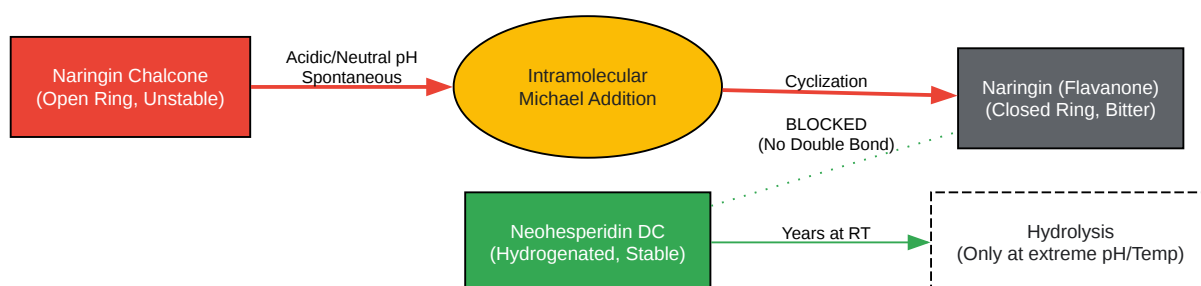 Naringin Chalcone
(Open Ring, Unstable)
Acidic/Neutral pH
Spontaneous
Intramolecular
Michael Addition
Cyclization
Naringin (Flavanone)
(Closed Ring, Bitter)
BLOCKED
(No Double Bond)
Neohesperidin DC
(Hydrogenated, Stable)
Years at RT
Hydrolysis
(Only at extreme pH/Temp)